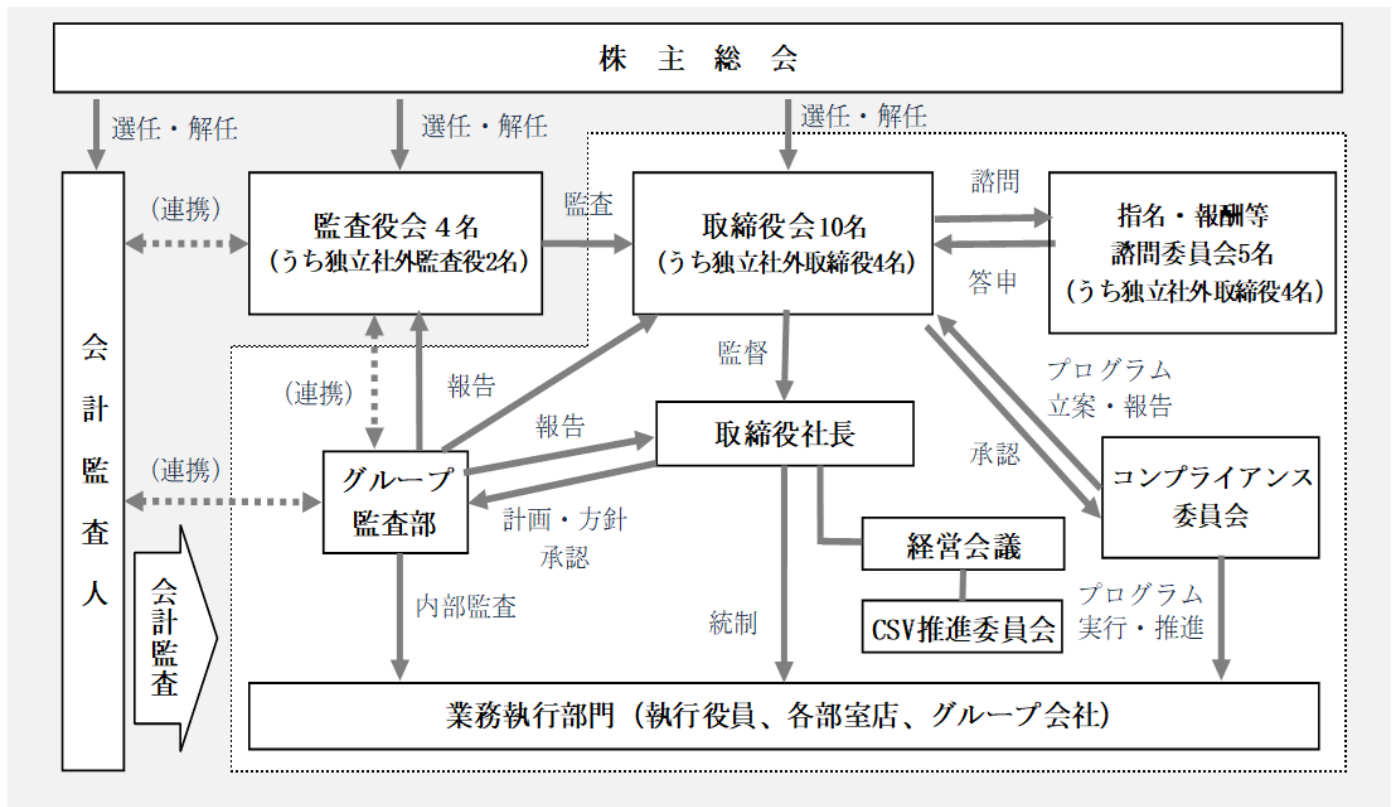 株主総会
選任・解任
選任・解任
選任・解任
(連携)
監査役会４名
(うち独立社外監査役2名)
監査
取締役会10名
(うち独立社外取締役4名)
諮問
答申
指名・報酬等
諮問委員会5名
(うち独立社外取締役4名)
会計監査人
(連携)
報告
報告
監督
プログラム
立案・報告
承認
取締役社長
(連携)
グループ
監査部
計画・方針
承認
コンプライアンス
委員会
経営会議
CSV推進委員会
会計監査
内部監査
統制
プログラム
実行・推進
業務執行部門（執行役員、各部室店、グループ会社）